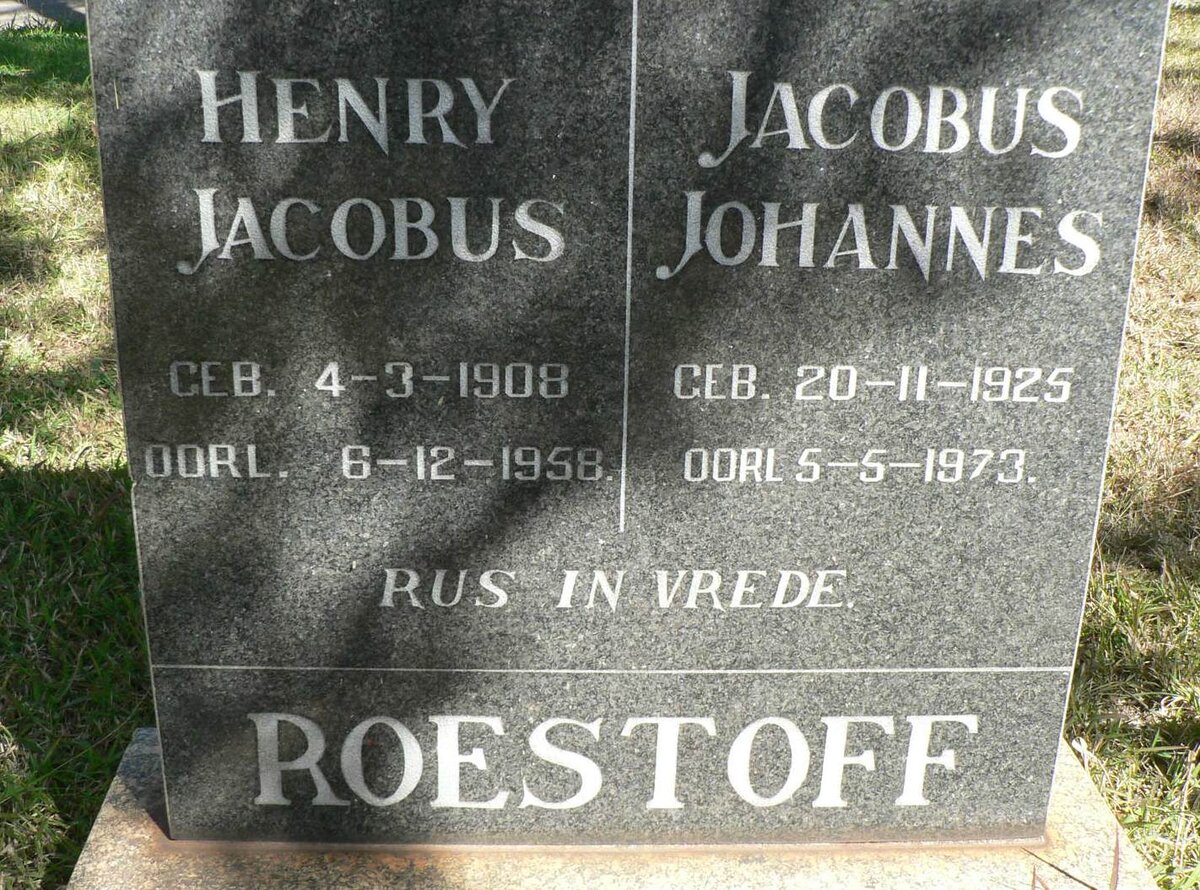 HENRY
JACOBUS
GEB. 4-3-1908
OORL. 6-12-1958.
JACOBUS
JOHANNES
GEB. 20-11-1925
OORL 5-5-1973.
RUS IN VREDE.
ROESTOFF